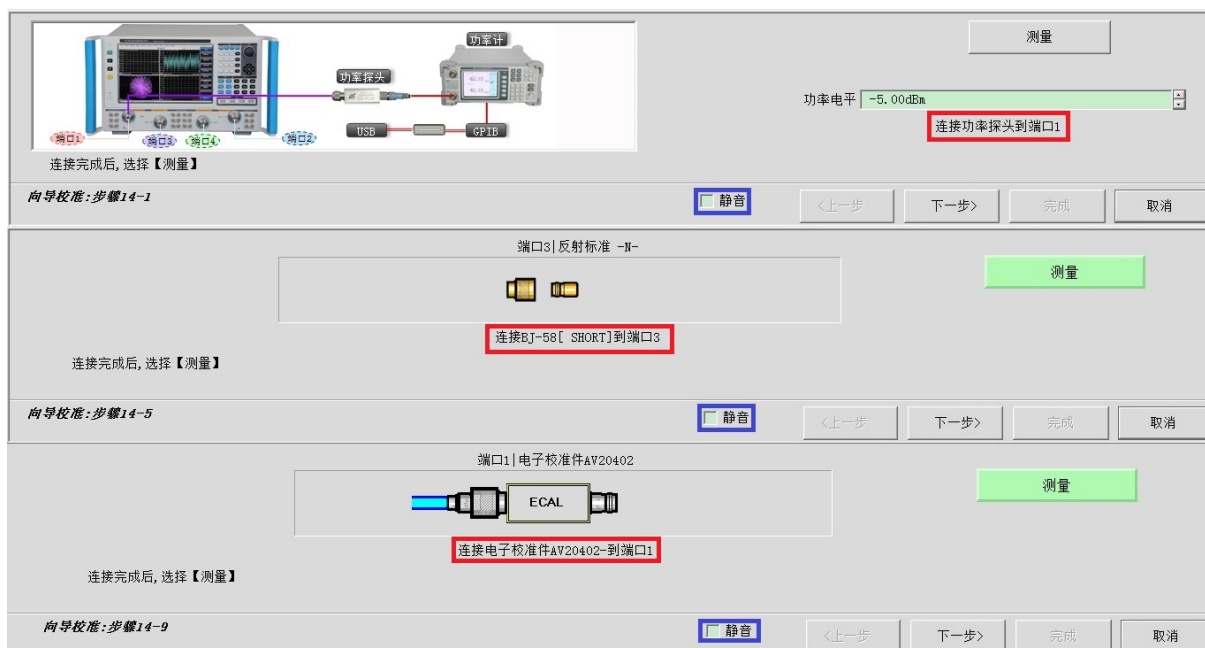 功率计
测量
功率探头
功率电平 -5.00dBm
连接功率探头到端口1
USB
GPIB
端口1
端口3
端口4
端口2
连接完成后,选择【测量】
向导校准:步骤14-1
静音
<上一步
下一步>
完成
取消
端口3|反射标准 -N-
测量
连接BJ-58[ SHORT]到端口3
连接完成后,选择【测量】
向导校准:步骤14-5
静音
<上一步
下一步>
完成
取消
端口1|电子校准件AV20402
测量
ECAL
连接电子校准件AV20402-到端口1
连接完成后,选择【测量】
向导校准:步骤14-9
静音
<上一步
下一步>
完成
取消